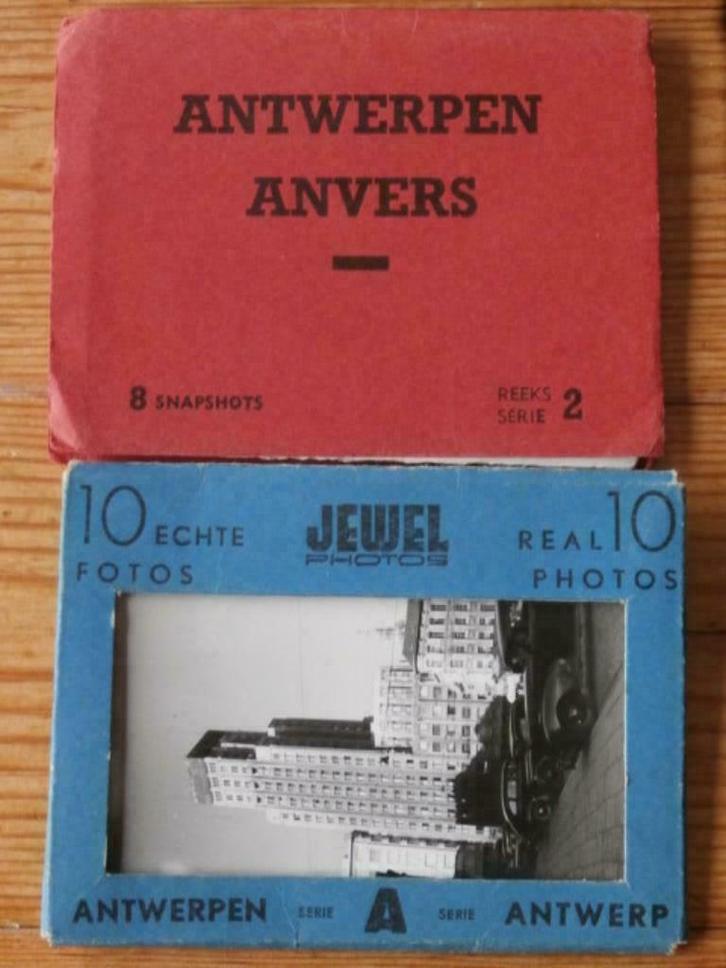 ANTWERPEN
ANVERS
8 SNAPSHOTS
REEKS
SERIE 2
10 ECHTE
FOTOS
JEWEL
PHOTOS
REAL 10
PHOTOS
ANTWERPEN SERIE A SERIE ANTWERP